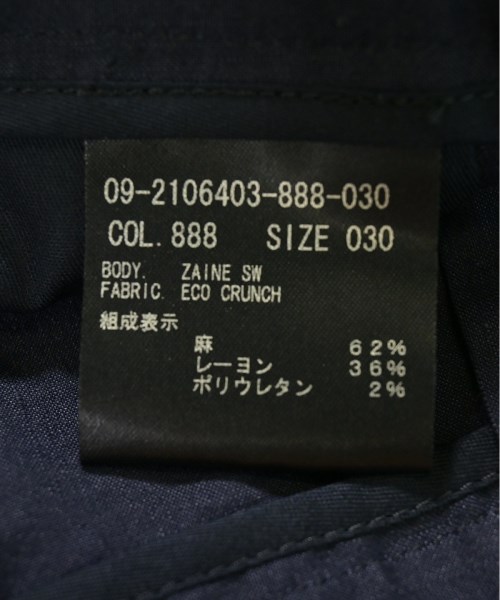 09-2106403-888-030
COL. 888 SIZE 030
BODY. ZAINE SW
FABRIC. ECO CRUNCH
組成表示
麻 62%
レーヨン 36%
ポリウレタン 2%